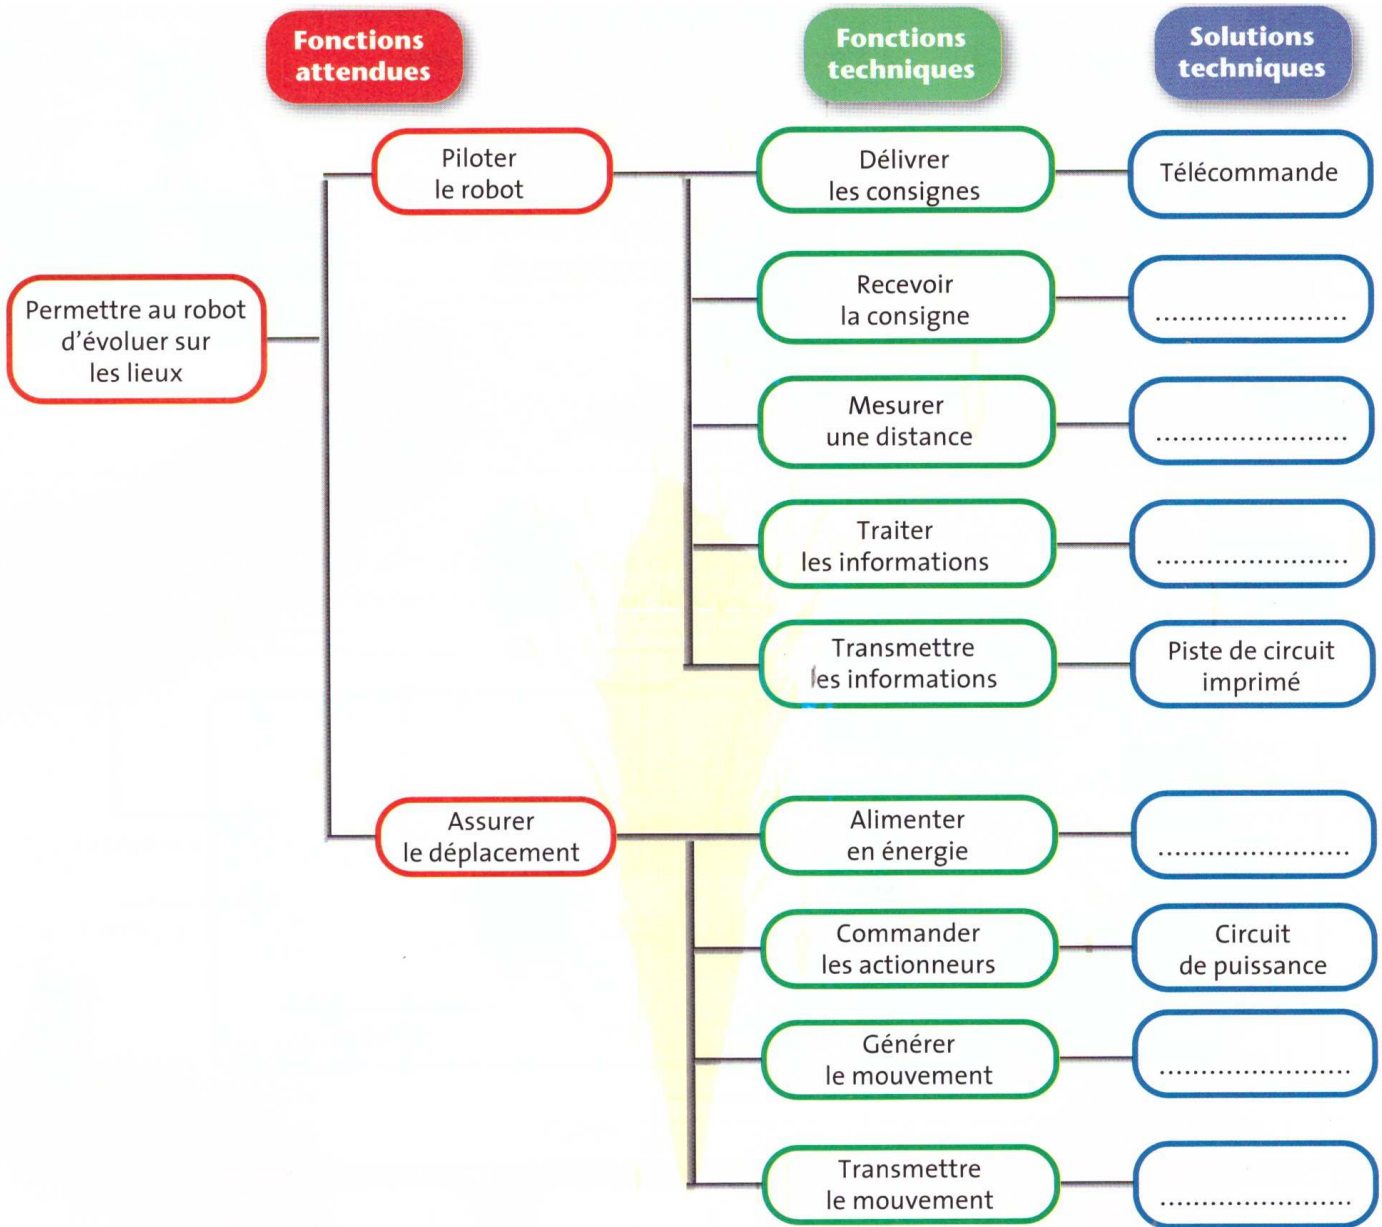 Fonctions
attendues
Fonctions
techniques
Solutions
techniques
Piloter
le robot
Délivrer
les consignes
Télécommande
Permettre au robot
d'évoluer sur
les lieux
Recevoir
la consigne
........................
Mesurer
une distance
........................
Traiter
les informations
........................
Transmettre
les informations
Piste de circuit
imprimé
Assurer
le déplacement
Alimenter
en énergie
........................
Commander
les actionneurs
Circuit
de puissance
Générer
le mouvement
........................
Transmettre
le mouvement
........................